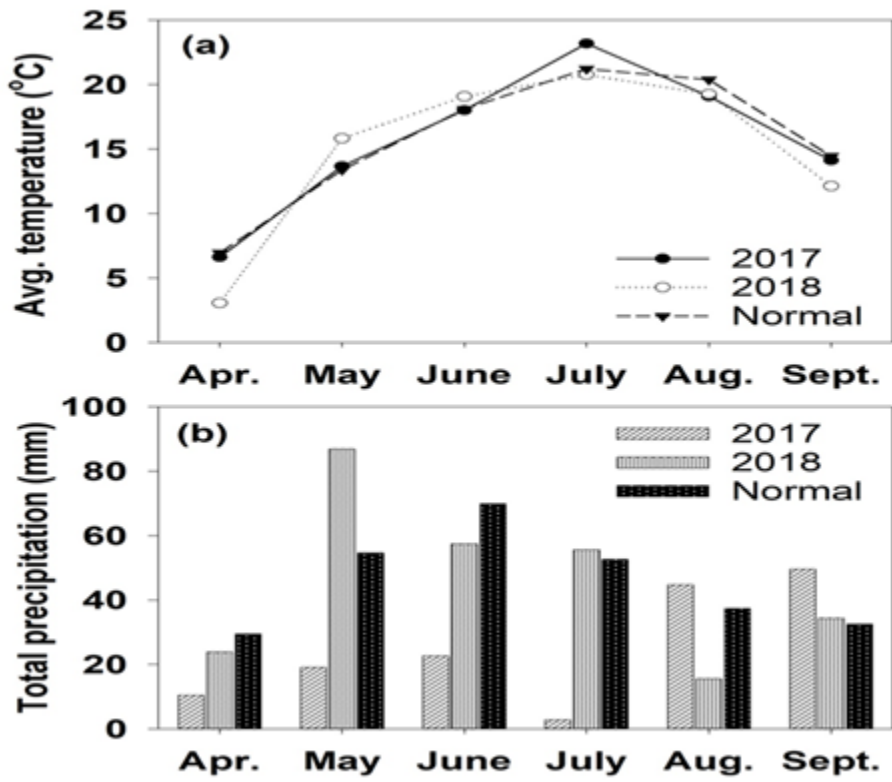 25
(a)
20
15
10
5
0
Avg. temperature (°C)
2017
2018
Normal
Apr. May June July Aug. Sept.
100
(b)
80
60
40
20
0
Total precipitation (mm)
2017
2018
Normal
Apr. May June July Aug. Sept.